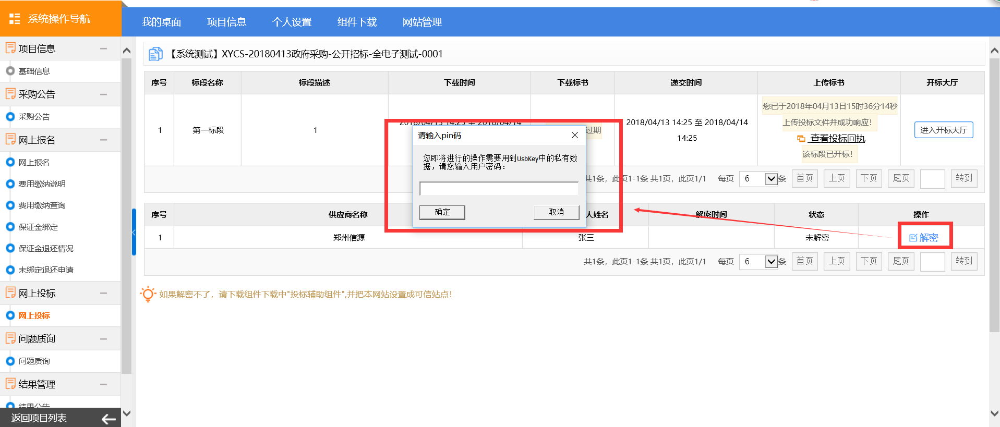 系统操作导航
我的桌面 项目信息 个人设置 组件下载 网站管理
项目信息
基础信息
采购公告
采购公告
网上报名
网上报名
费用缴纳说明
费用缴纳查询
保证金绑定
保证金退还情况
未绑定退还申请
网上投标
网上投标
问题质询
问题质询
结果管理
结果公告
返回项目列表
【系统测试】XYCS-20180413政府采购-公开招标-全电子测试-0001
序号 标段名称 标段描述 下载时间 下载标书 递交时间 上传标书 开标大厅
1 第一标段 1 2018/04/13 14:25 至 2018/04/14 过期 2018/04/13 14:25 至 2018/04/14
14:25
您已于2018年04月13日15时36分14秒
上传投标文件并成功响应!
查看投标回执
该标段已开标!
进入开标大厅
共1条，此页1-1条 共1页，此页1/1 每页 6 条 首页 上页 下页 尾页 转到
请输入pin码
您即将进行的操作需要用到UsbKey中的私有数
据，请您输入用户密码：
确定 取消
序号 供应商名称 人姓名 解密时间 状态 操作
1 郑州信源 张三 未解密 解密
共1条，此页1-1条 共1页，此页1/1 每页 6 条 首页 上页 下页 尾页 转到
如果解密不了，请下载组件下载中"投标辅助组件",并把本网站设置成可信站点!